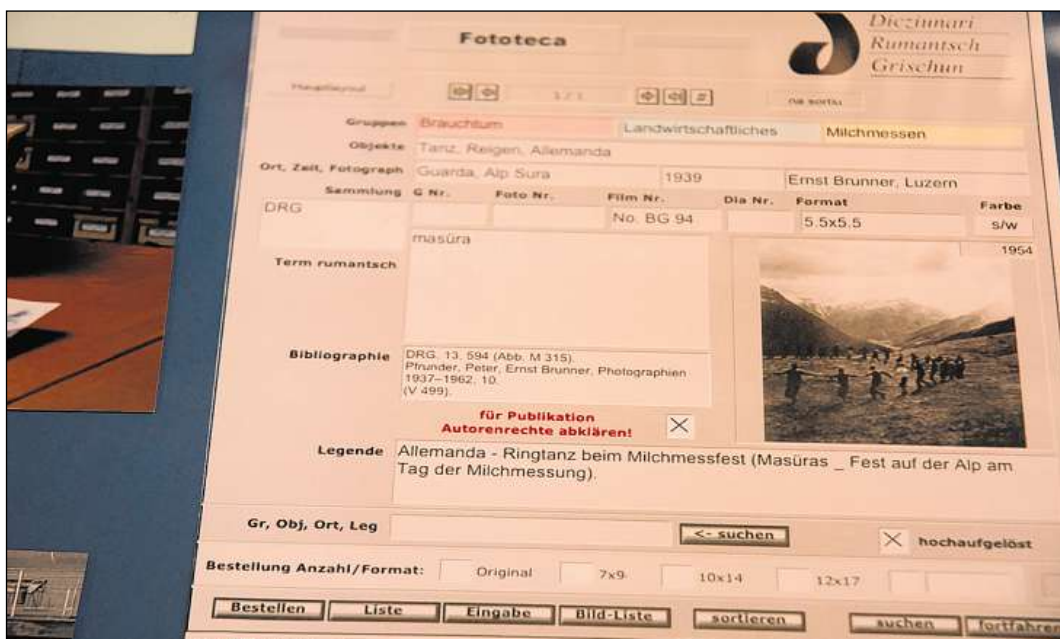 Fototeca
Dicziunari
Rumantsch
Grischun
Hauptlayout
1 / 1
na sortiu
Gruppen Brauchtum Landwirtschaftliches Milchmessen
Objekte Tanz, Reigen, Allemanda
Ort, Zeit, Fotograph Guarda, Alp Sura 1939 Ernst Brunner, Luzern
Sammlung G Nr. Foto Nr. Film Nr. Dia Nr. Format Farbe
DRG No. BG 94 5.5x5.5 s/w
Term rumantsch masüra
1954
Bibliographie DRG. 13, 594 (Abb. M 315).
Pfrunder, Peter, Ernst Brunner, Photographien
1937–1962, 10.
(V 499).
für Publikation
Autorenrechte abklären!
Legende Allemanda - Ringtanz beim Milchmessfest (Masüras _ Fest auf der Alp am
Tag der Milchmessung).
Gr, Obj, Ort, Leg <- suchen hochaufgelöst
Bestellung Anzahl/Format: Original 7x9 10x14 12x17
Bestellen Liste Eingabe Bild-Liste sortieren suchen fortfahren